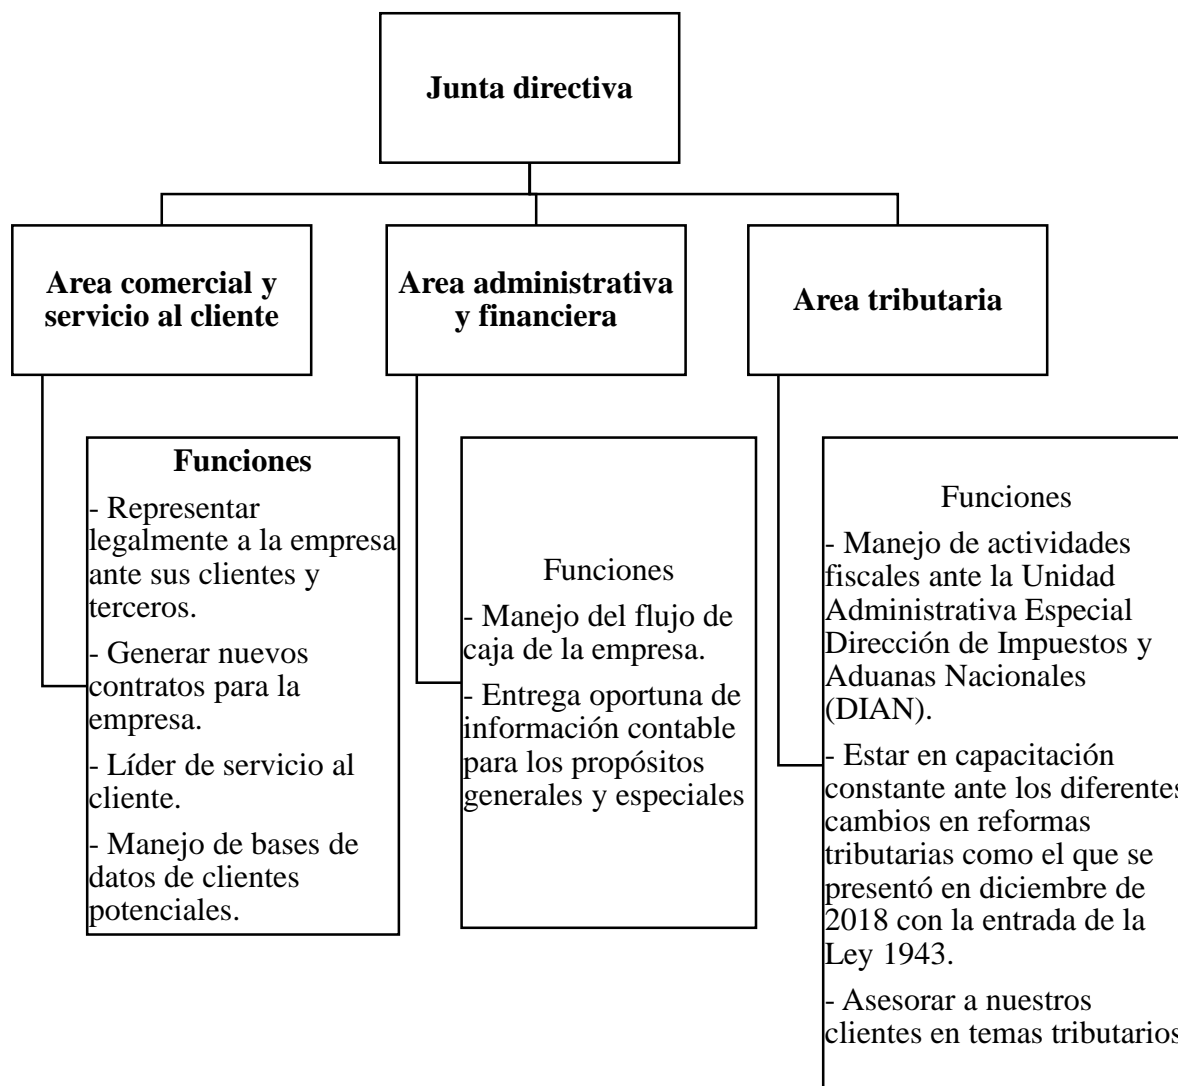 Junta directiva
Area comercial y
servicio al cliente
Area administrativa
y financiera
Area tributaria
Funciones
- Representar
legalmente a la empresa
ante sus clientes y
terceros.
- Generar nuevos
contratos para la
empresa.
- Líder de servicio al
cliente.
- Manejo de bases de
datos de clientes
potenciales.
Funciones
- Manejo del flujo de
caja de la empresa.
- Entrega oportuna de
información contable
para los propósitos
generales y especiales
Funciones
- Manejo de actividades
fiscales ante la Unidad
Administrativa Especial
Dirección de Impuestos y
Aduanas Nacionales
(DIAN).
- Estar en capacitación
constante ante los diferentes
cambios en reformas
tributarias como el que se
presentó en diciembre de
2018 con la entrada de la
Ley 1943.
- Asesorar a nuestros
clientes en temas tributarios